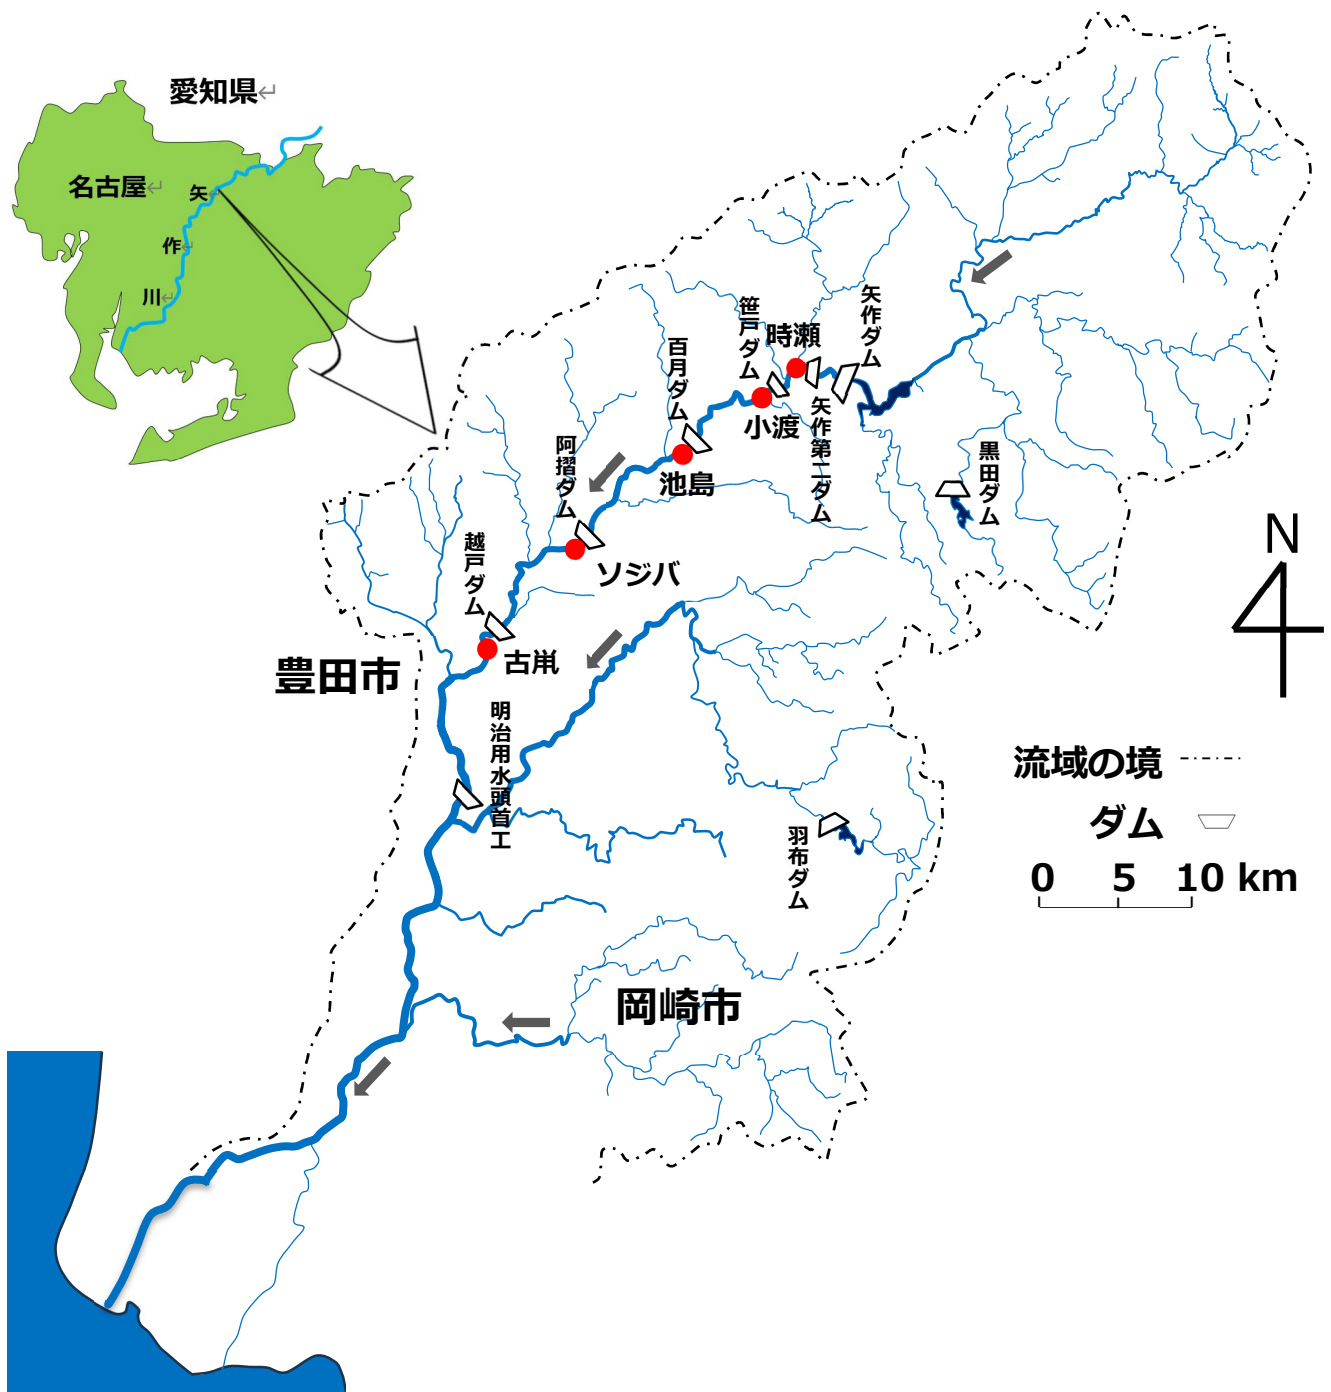 愛知県
名古屋
矢
作
川
矢作ダム
笹戸ダム
時瀬
百月ダム
小渡
矢作第二ダム
阿摺ダム
池島
黒田ダム
N
越戸ダム
ソジバ
古鼡
豊田市
明治用水頭首工
流域の境
ダム
羽布ダム
0 5 10 km
岡崎市